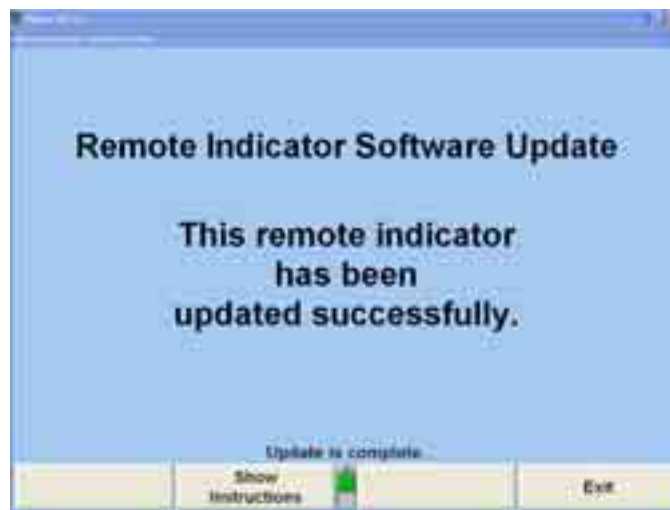 Remote Indicator Software Update
This remote indicator
has been
updated successfully.
Update is complete.
Show
Instructions
Exit